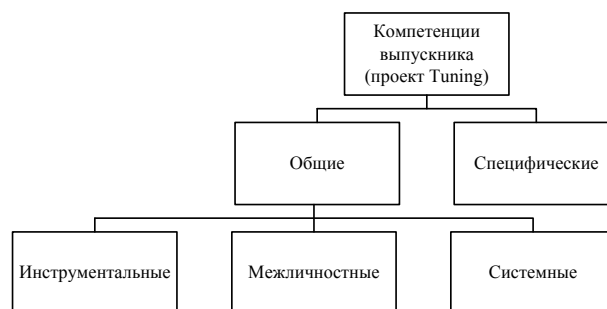 Компетенции
выпускника
(проект Tuning)
Общие
Специфические
Инструментальные
Межличностные
Системные